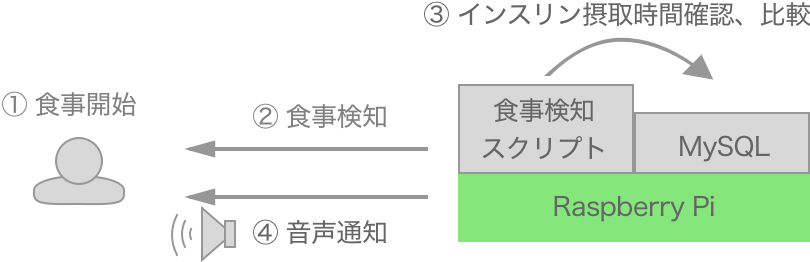 ③ インスリン摂取時間確認、比較
① 食事開始
② 食事検知
食事検知
スクリプト
MySQL
Raspberry Pi
④ 音声通知